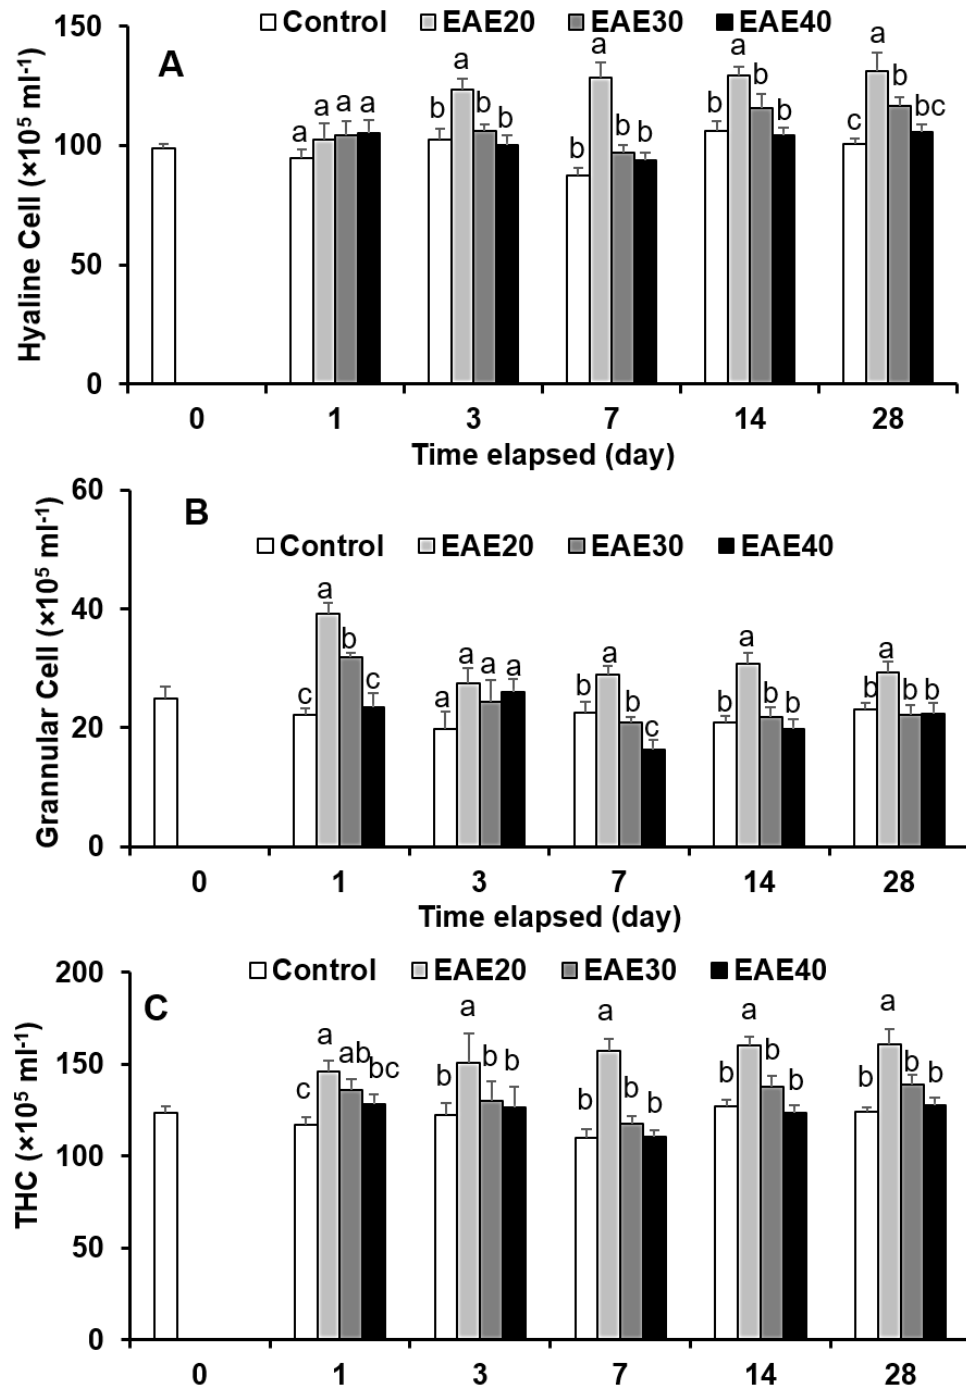 Control EAE20 EAE30 EAE40
A
Hyaline Cell (×10⁵ ml⁻¹)
150
100
50
0
a a a a
b a b b
b a b b
b a b b
c a b bc
0 1 3 7 14 28
Time elapsed (day)
B
Control EAE20 EAE30 EAE40
Grannular Cell (×10⁵ ml⁻¹)
60
40
20
0
c a b c
a a a a
b a b c
b a b b
b a b b
0 1 3 7 14 28
Time elapsed (day)
Control EAE20 EAE30 EAE40
C
THC (×10⁵ ml⁻¹)
200
150
100
50
0
c a ab bc
b a b b
b a b b
b a b b
b a b b
0 1 3 7 14 28